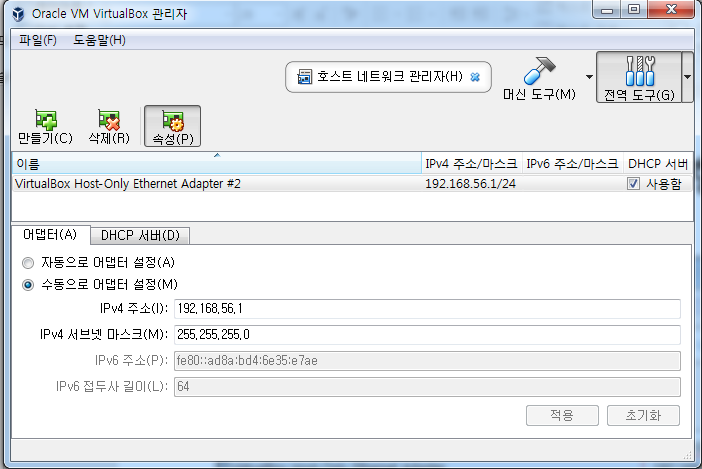 Oracle VM VirtualBox 관리자
파일(F) 도움말(H)
호스트 네트워크 관리자(H)
머신 도구(M)
전역 도구(G)
만들기(C) 삭제(R) 속성(P)
이름 IPv4 주소/마스크 IPv6 주소/마스크 DHCP 서버
VirtualBox Host-Only Ethernet Adapter #2 192.168.56.1/24 사용함
어댑터(A) DHCP 서버(D)
자동으로 어댑터 설정(A)
수동으로 어댑터 설정(M)
IPv4 주소(I): 192,168,56,1
IPv4 서브넷 마스크(M): 255,255,255,0
IPv6 주소(P): fe80::ad8a:bd4:6e35:e7ae
IPv6 접두사 길이(L): 64
적용 초기화